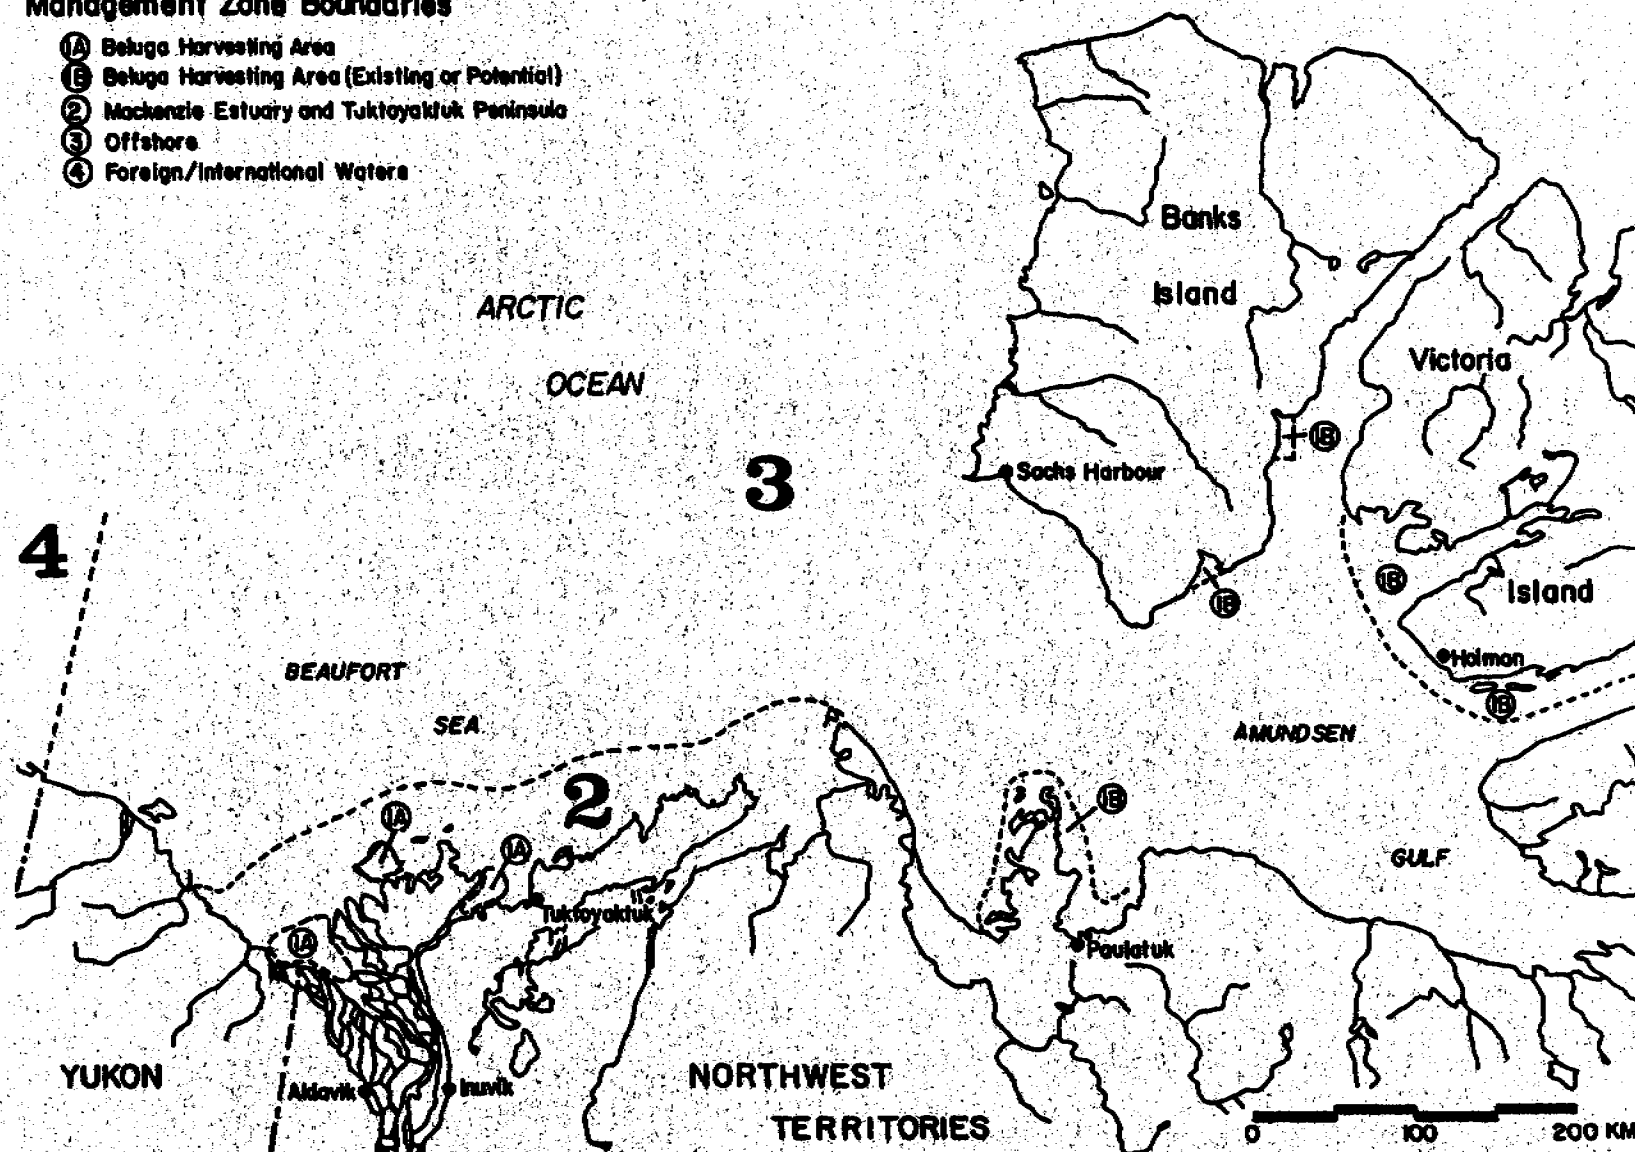 Management Zone Boundaries
1A Beluga Harvesting Area
1B Beluga Harvesting Area (Existing or Potential)
2 Mackenzie Estuary and Tuktoyaktuk Peninsula
3 Offshore
4 Foreign/International Waters
Banks
Island
ARCTIC
OCEAN
Victoria
Island
1B
Sachs Harbour
3
4
1B
1B
Holman
1B
BEAUFORT
SEA
AMUNDSEN
GULF
2
1A
1A
1B
Tuktoyaktuk
1A
Paulatuk
YUKON
Aklavik
Inuvik
NORTHWEST
TERRITORIES
0 100 200 KM